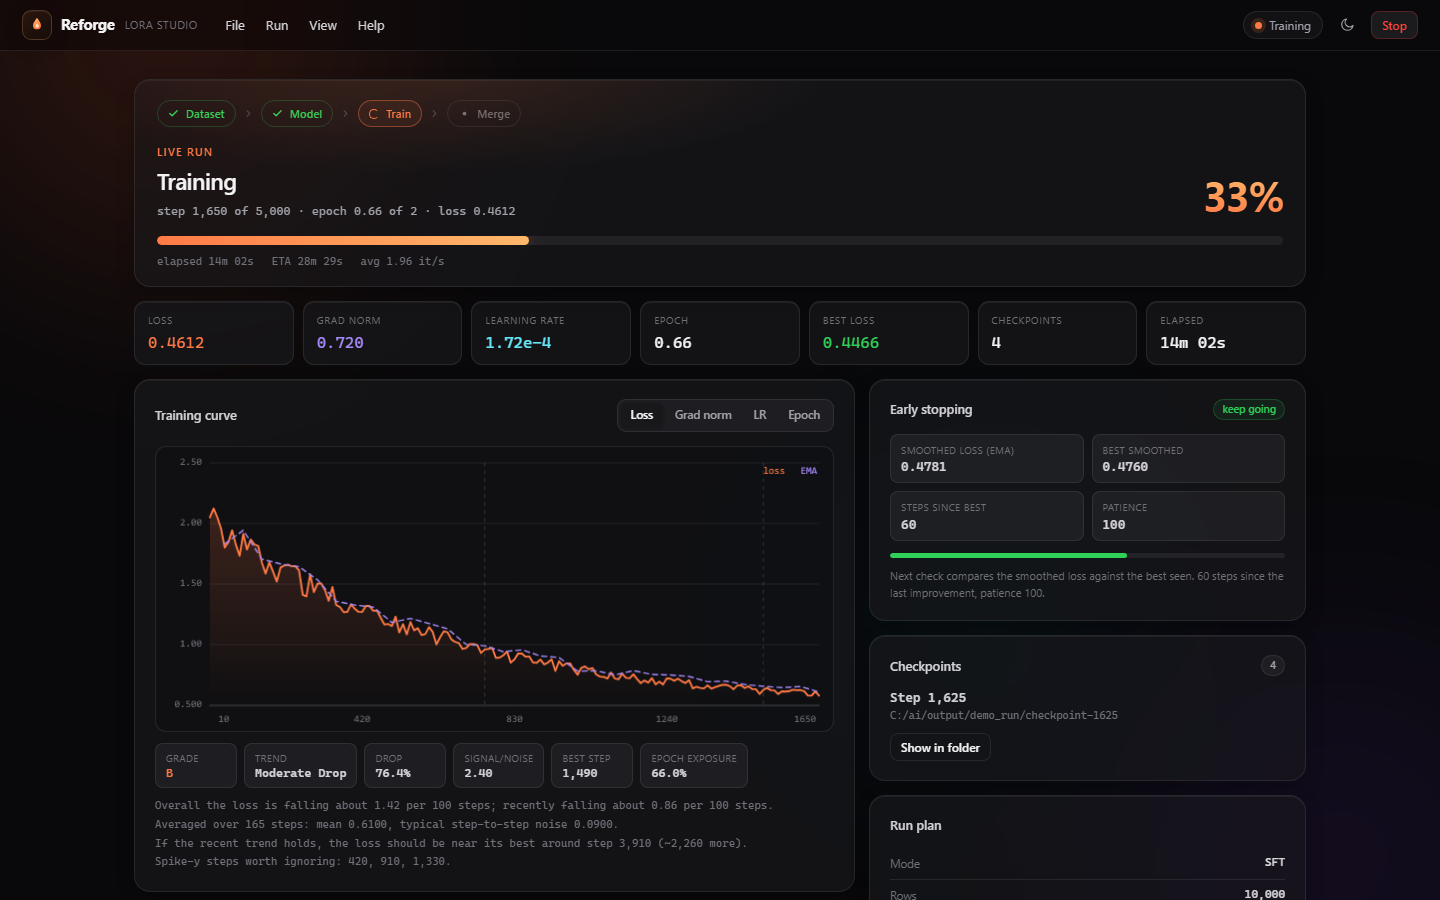 Reforge LORA STUDIO File Run View Help Training Stop
Dataset › Model › Train › Merge
LIVE RUN
Training
33%
step 1,650 of 5,000 · epoch 0.66 of 2 · loss 0.4612
elapsed 14m 02s ETA 28m 29s avg 1.96 it/s
LOSS
0.4612
GRAD NORM
0.720
LEARNING RATE
1.72e−4
EPOCH
0.66
BEST LOSS
0.4466
CHECKPOINTS
4
ELAPSED
14m 02s
Training curve
Loss Grad norm LR Epoch
loss EMA
2.50
2.00
1.50
1.00
0.500
10 420 830 1240 1650
GRADE
B
TREND
Moderate Drop
DROP
76.4%
SIGNAL/NOISE
2.40
BEST STEP
1,490
EPOCH EXPOSURE
66.0%
Overall the loss is falling about 1.42 per 100 steps; recently falling about 0.86 per 100 steps.
Averaged over 165 steps: mean 0.6100, typical step-to-step noise 0.0900.
If the recent trend holds, the loss should be near its best around step 3,910 (~2,260 more).
Spike-y steps worth ignoring: 420, 910, 1,330.
Early stopping
keep going
SMOOTHED LOSS (EMA)
0.4781
BEST SMOOTHED
0.4760
STEPS SINCE BEST
60
PATIENCE
100
Next check compares the smoothed loss against the best seen. 60 steps since the
last improvement, patience 100.
Checkpoints
4
Step 1,625
C:/ai/output/demo_run/checkpoint-1625
Show in folder
Run plan
Mode SFT
Rows 10,000